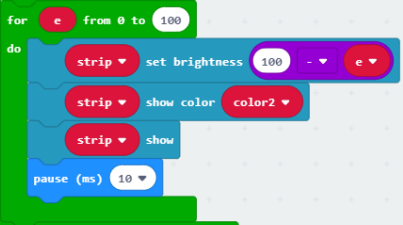 for e from 0 to 100
do
strip set brightness 100 - e
strip show color color2
strip show
pause (ms) 10